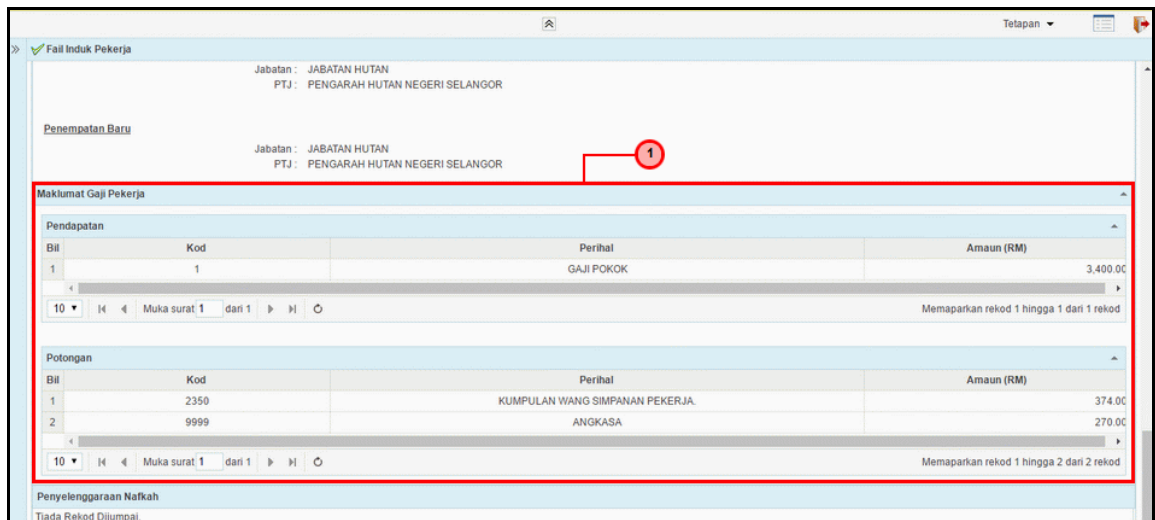 Tetapan
Fail Induk Pekerja
Jabatan : JABATAN HUTAN
PTJ : PENGARAH HUTAN NEGERI SELANGOR
Penempatan Baru
Jabatan : JABATAN HUTAN
PTJ : PENGARAH HUTAN NEGERI SELANGOR
1
Maklumat Gaji Pekerja
Pendapatan
Bil Kod Perihal Amaun (RM)
1 1 GAJI POKOK 3,400.00
10 Muka surat 1 dari 1 Memaparkan rekod 1 hingga 1 dari 1 rekod
Potongan
Bil Kod Perihal Amaun (RM)
1 2350 KUMPULAN WANG SIMPANAN PEKERJA. 374.00
2 9999 ANGKASA 270.00
10 Muka surat 1 dari 1 Memaparkan rekod 1 hingga 2 dari 2 rekod
Penyelenggaraan Nafkah
Tiada Rekod Dijumpai.